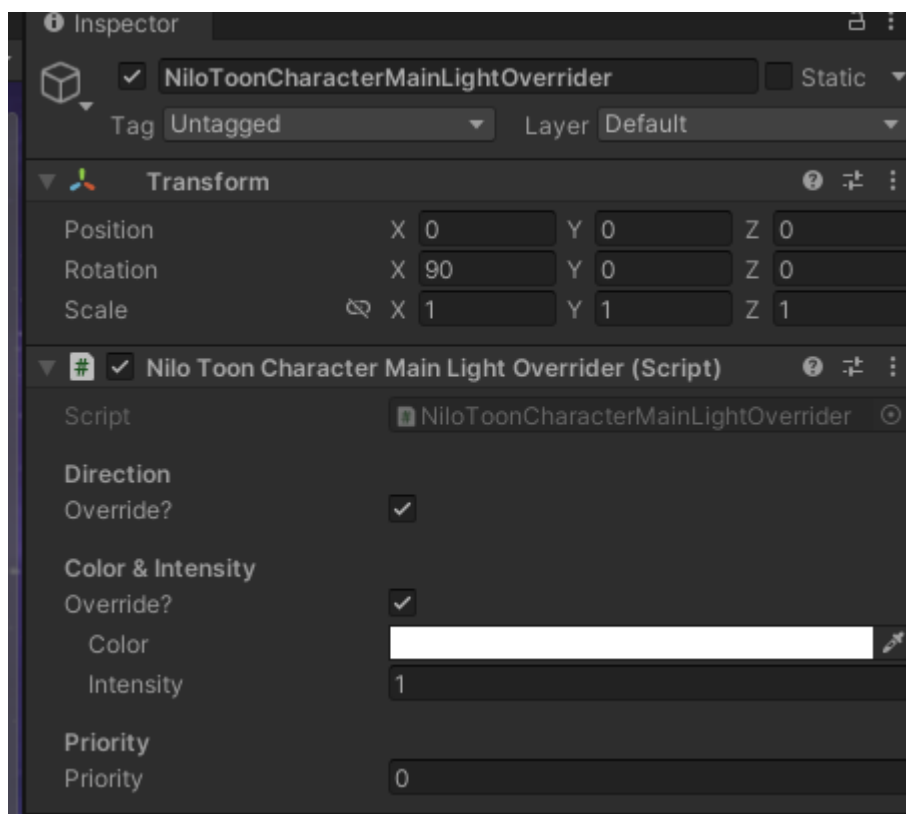 Inspector
NiloToonCharacterMainLightOverrider Static
Tag Untagged Layer Default
Transform
Position X 0 Y 0 Z 0
Rotation X 90 Y 0 Z 0
Scale X 1 Y 1 Z 1
# Nilo Toon Character Main Light Overrider (Script)
Script NiloToonCharacterMainLightOverrider
Direction
Override?
Color & Intensity
Override?
Color
Intensity 1
Priority
Priority 0